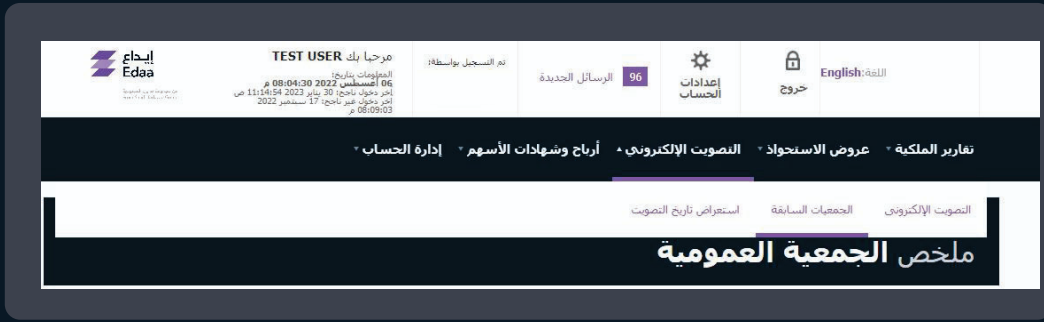 اللغة:English
خروج
إعدادات
الحساب
96 الرسائل الجديدة
تم التسجيل بواسطة:
مرحبا بك TEST USER
المعلومات بتاريخ:
06 أغسطس 2022 08:04:30 م
آخر دخول ناجح: 30 يناير 2023 11:14:54 ص
آخر دخول غير ناجح: 17 سبتمبر 2022
08:09:03 م
إيداع
Edaa
تقارير الملكية عروض الاستحواذ التصويت الإلكتروني أرباح وشهادات الأسهم إدارة الحساب
التصويت الإلكتروني الجمعيات السابقة استعراض تاريخ التصويت
ملخص الجمعية العمومية